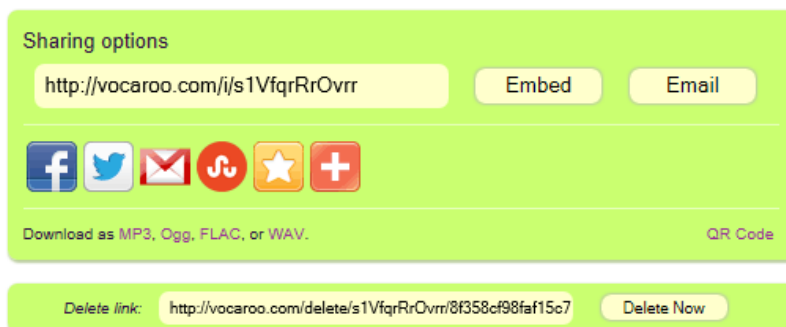 Sharing options
http://vocaroo.com/i/s1VfqrRrOvrr Embed Email
Download as MP3, Ogg, FLAC, or WAV. QR Code
Delete link: http://vocaroo.com/delete/s1VfqrRrOvrr/8f358cf98faf15c7 Delete Now